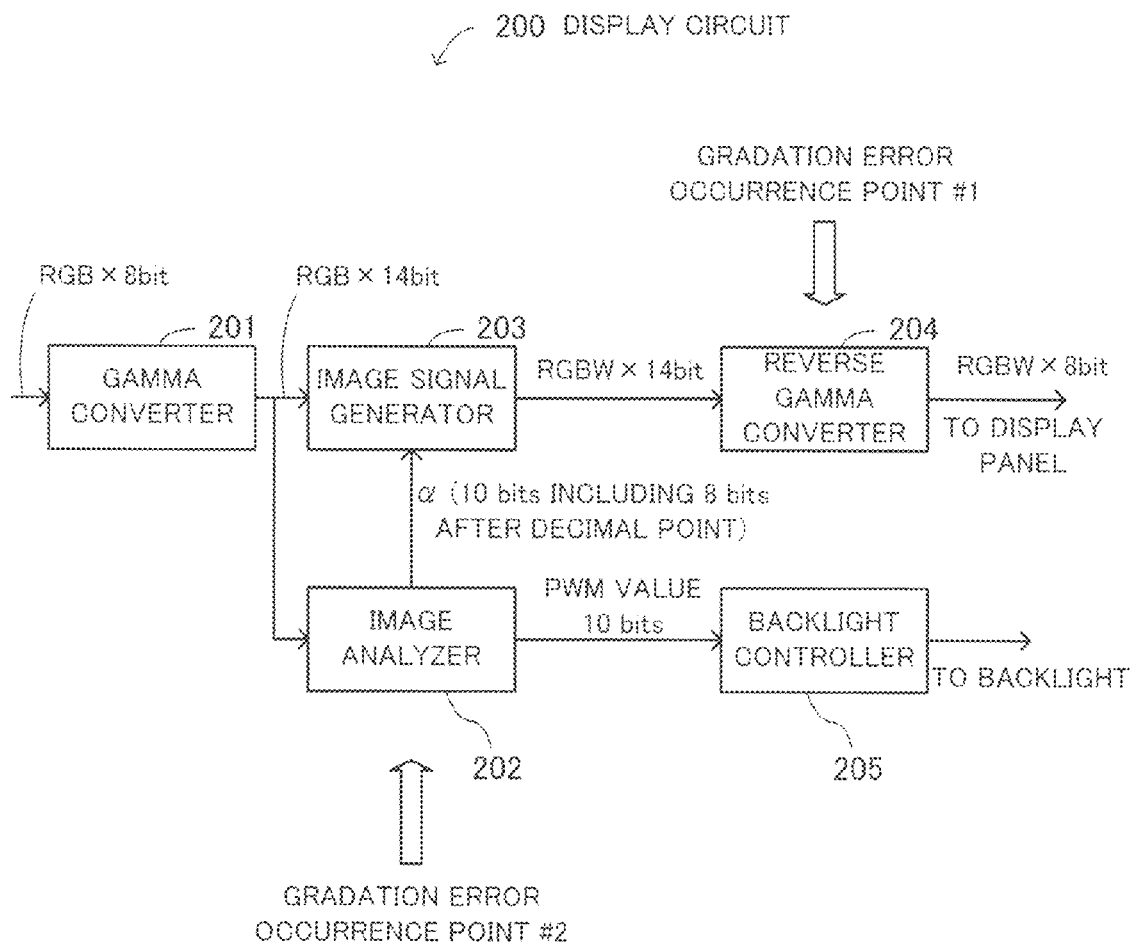 200 DISPLAY CIRCUIT
GRADATION ERROR
OCCURRENCE POINT #1
RGB × 8bit
RGB × 14bit
201
GAMMA
CONVERTER
203
IMAGE SIGNAL
GENERATOR
RGBW × 14bit
204
REVERSE
GAMMA
CONVERTER
RGBW × 8bit
TO DISPLAY
PANEL
α (10 bits INCLUDING 8 bits
AFTER DECIMAL POINT)
IMAGE
ANALYZER
202
PWM VALUE
10 bits
BACKLIGHT
CONTROLLER
205
TO BACKLIGHT
GRADATION ERROR
OCCURRENCE POINT #2